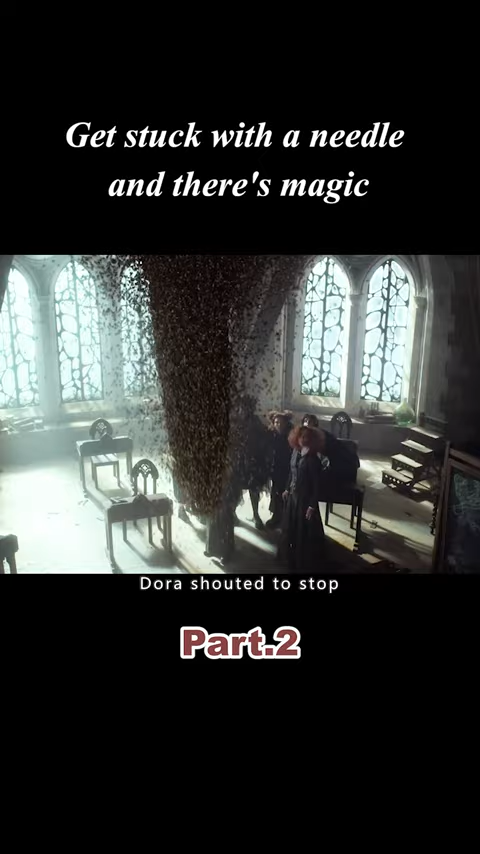 Get stuck with a needle
and there's magic
Dora shouted to stop
Part.2